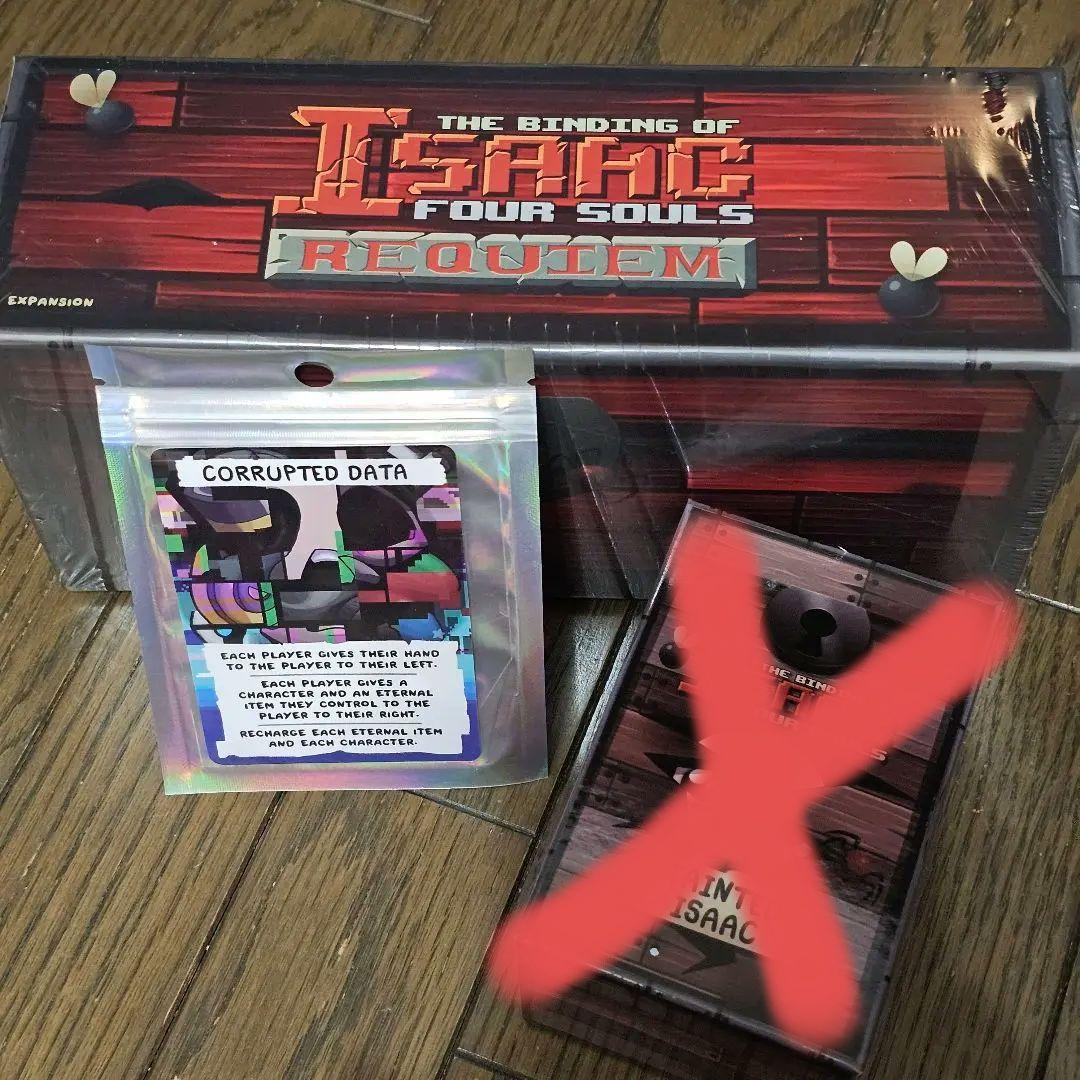 THE BINDING OF
ISAAC
FOUR SOULS
REQUIEM
EXPANSION
CORRUPTED DATA
EACH PLAYER GIVES THEIR HAND
TO THE PLAYER TO THEIR LEFT.
EACH PLAYER GIVES A
CHARACTER AND AN ETERNAL
ITEM THEY CONTROL TO THE
PLAYER TO THEIR RIGHT.
RECHARGE EACH ETERNAL ITEM
AND EACH CHARACTER.
THE
ISAAC